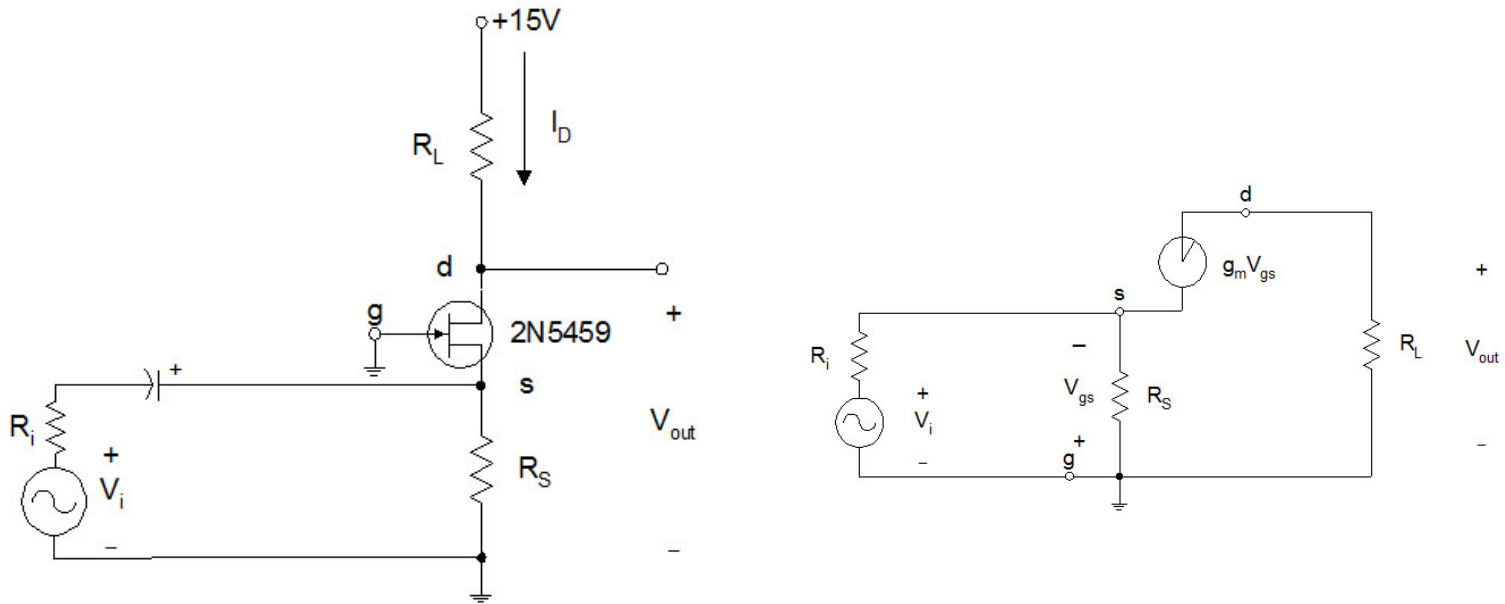 +15V
I_D
R_L
d
g
2N5459
+
+
s
V_out
R_i
+
V_i
R_S
−
−
d
g_mV_gs
+
s
−
R_i
R_L
V_out
V_gs
R_S
+
V_i
+
−
g
−